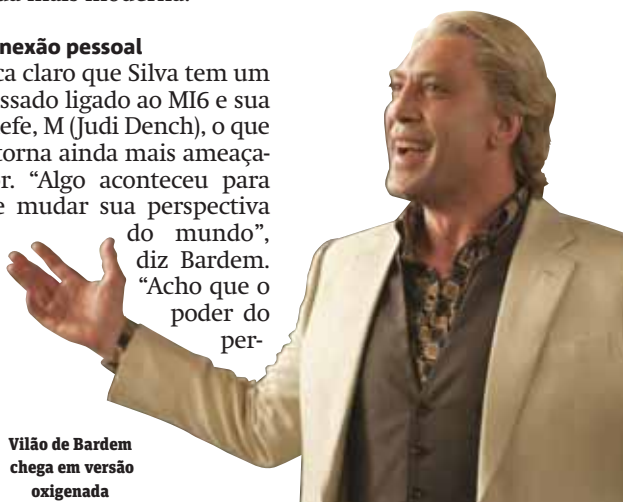 mais moderna.
nexão pessoal
ca claro que Silva tem um
ssado ligado ao MI6 e sua
efe, M (Judi Dench), o que
torna ainda mais ameaça-
r. “Algo aconteceu para
e mudar sua perspectiva
do mundo”,
diz Bardem.
“Acho que o
poder do
per-
Vilão de Bardem
chega em versão
oxigenada